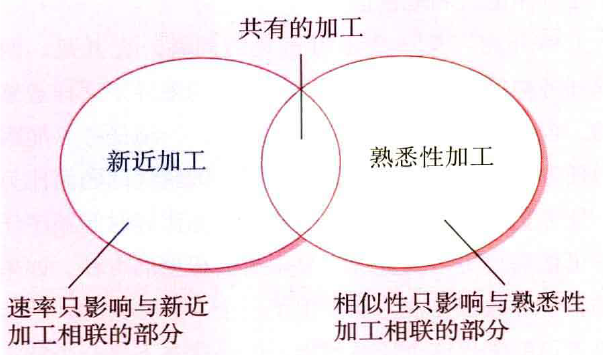 共有的加工
新近加工
熟悉性加工
速率只影响与新近
加工相联的部分
相似性只影响与熟悉性
加工相联的部分